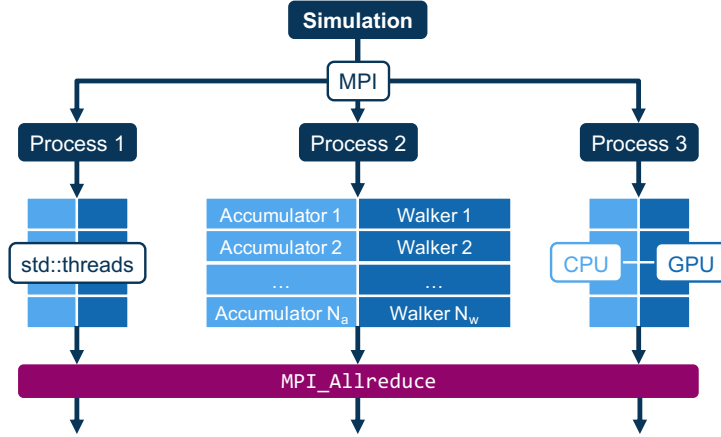 Simulation
MPI
Process 1
Process 2
Process 3
Accumulator 1
Walker 1
Accumulator 2
Walker 2
std::threads
...
...
CPU
GPU
Accumulator Na
Walker Nw
MPI_Allreduce